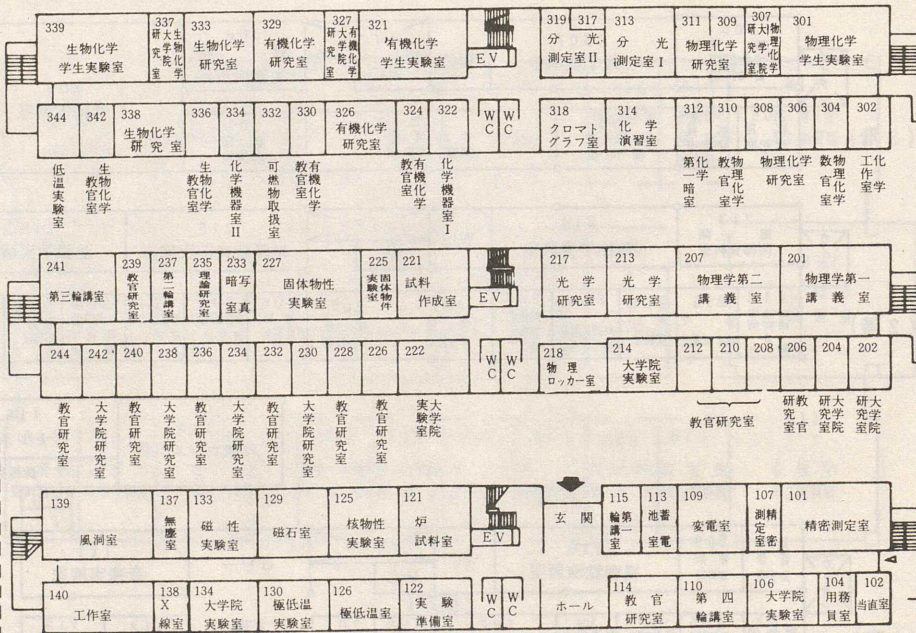 339
生物化学
学生実験室
337
生物化学
大学院
研究室
333
生物化学
研究室
329
有機化学
研究室
327
有機化学
大学院
研究室
321
有機化学
学生実験室
EV
319
317
分光
測定室II
313
分光
測定室I
311
309
物理化学
研究室
307
物理化学
大学院
研究室
301
物理化学
学生実験室
344
342
338
生物化学
研究室
336
334
332
330
326
有機化学
研究室
324
322
WC
WC
318
クロマト
グラフ室
314
化学
演習室
312
310
308
306
304
302
低温実験室
生物化学
教官室
生物化学
教官室
化学機器室II
可燃物取扱室
有機化学
教官室
有機化学
教官室
化学機器室I
化学
第一暗室
物理化学
教官室
物理化学
研究室
物理化学
教官室
化学
工作室
241
第三輪講室
239
教官研究室
237
第二輪講室
235
理論研究室
233
写真
暗室
227
固体物性
実験室
225
固体物件
実験室
221
試料
作成室
EV
217
光学
研究室
213
光学
研究室
207
物理学第二
講義室
201
物理学第一
講義室
244
242
240
238
236
234
232
230
228
226
222
WC
WC
218
物理
ロッカー室
214
大学院
実験室
212
210
208
206
204
202
教官研究室
大学院研究室
教官研究室
大学院研究室
教官研究室
大学院研究室
教官研究室
大学院研究室
教官研究室
教官研究室
大学院
実験室
教官研究室
教官
研究室
大学院
研究室
大学院
研究室
139
風洞室
137
無塵室
133
磁性
実験室
129
磁石室
125
核物性
実験室
121
炉
試料室
EV
玄関
115
第一
輪講室
113
蓄電
池室
109
変電室
107
精密
測定室
101
精密測定室
140
工作室
138
X
線室
134
大学院
実験室
130
極低温
実験室
126
極低温室
122
実験
準備室
WC
WC
ホール
114
教官
研究室
110
第四
輪講室
106
大学院
実験室
104
用務
員室
102
当直室